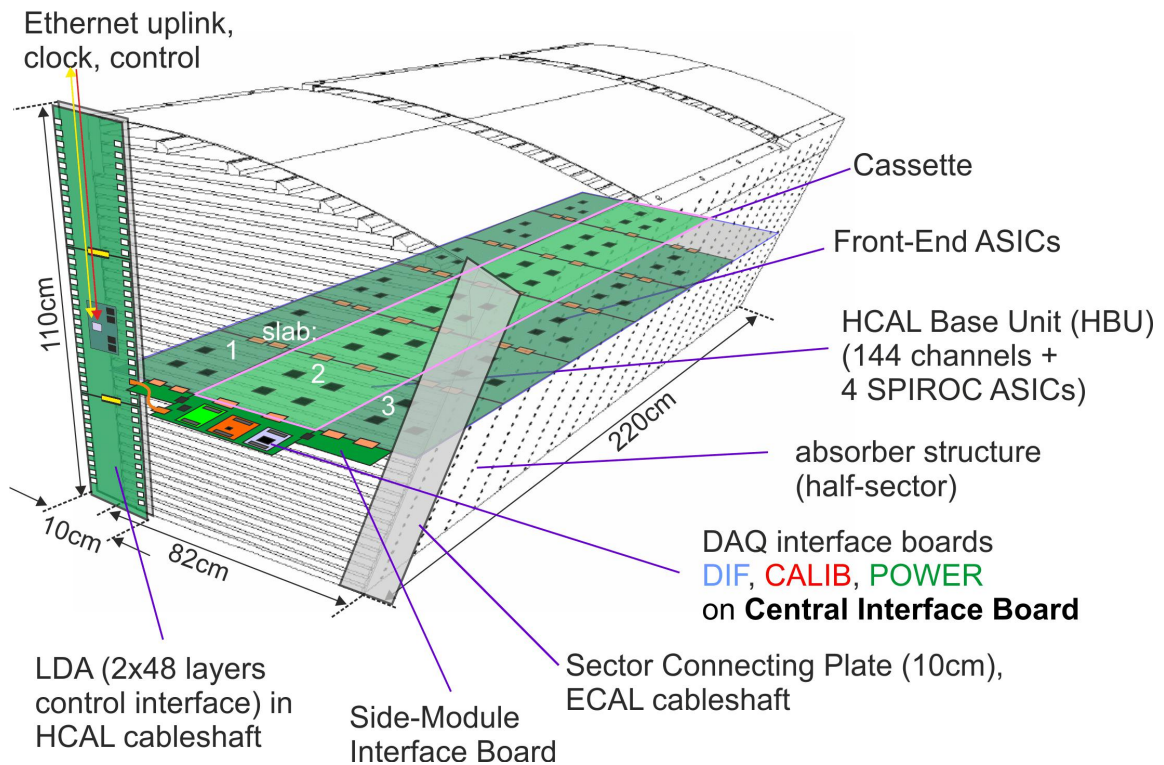 Ethernet uplink,
clock, control
Cassette
Front-End ASICs
110cm
slab:
1
2
3
HCAL Base Unit (HBU)
(144 channels +
4 SPIROC ASICs)
220cm
absorber structure
(half-sector)
10cm
82cm
DAQ interface boards
DIF, CALIB, POWER
on Central Interface Board
LDA (2x48 layers
control interface) in
HCAL cableshaft
Side-Module
Interface Board
Sector Connecting Plate (10cm),
ECAL cableshaft